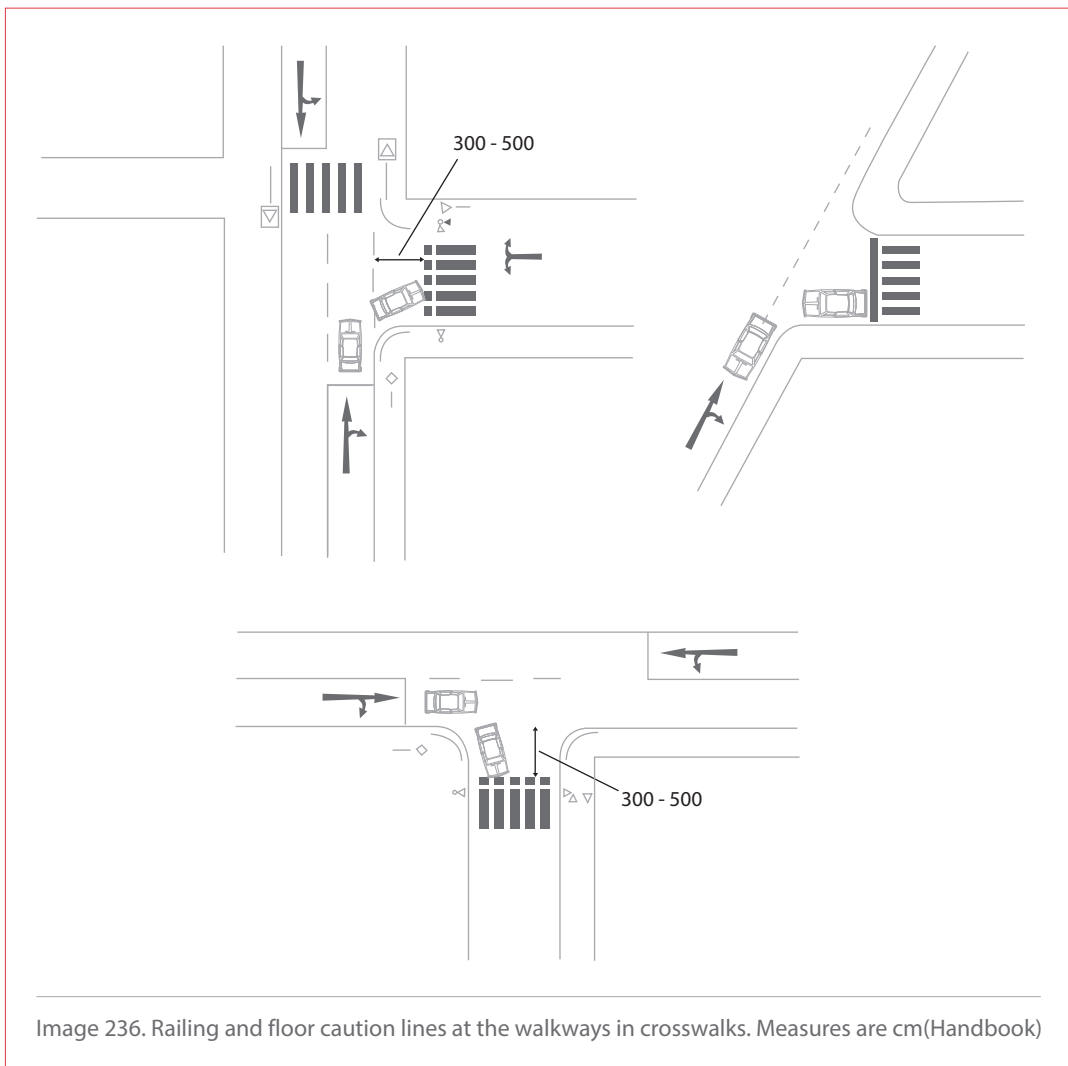 300 - 500
300 - 500
Image 236. Railing and floor caution lines at the walkways in crosswalks. Measures are cm(Handbook)